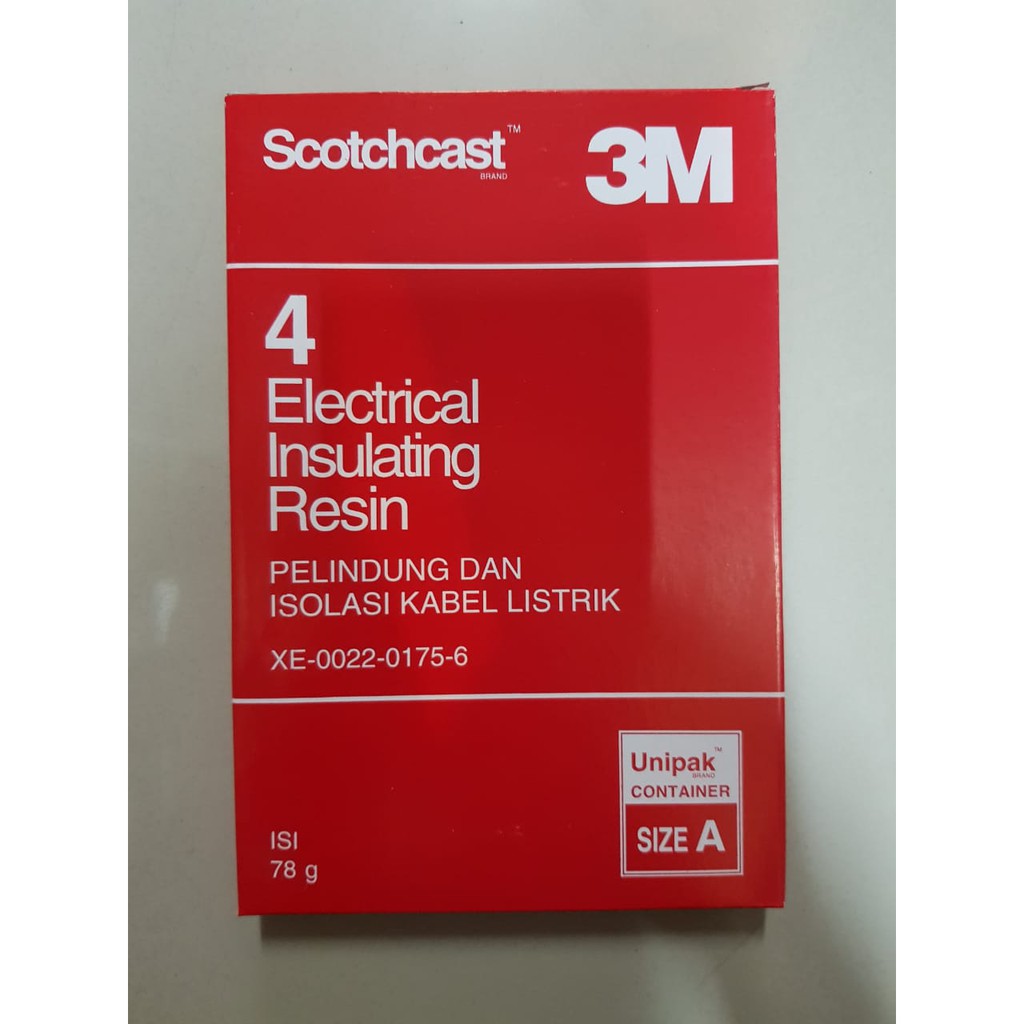 Scotchcast™
BRAND
3M
4
Electrical
Insulating
Resin
PELINDUNG DAN
ISOLASI KABEL LISTRIK
XE-0022-0175-6
Unipak™
BRAND
CONTAINER
SIZE A
ISI
78 g